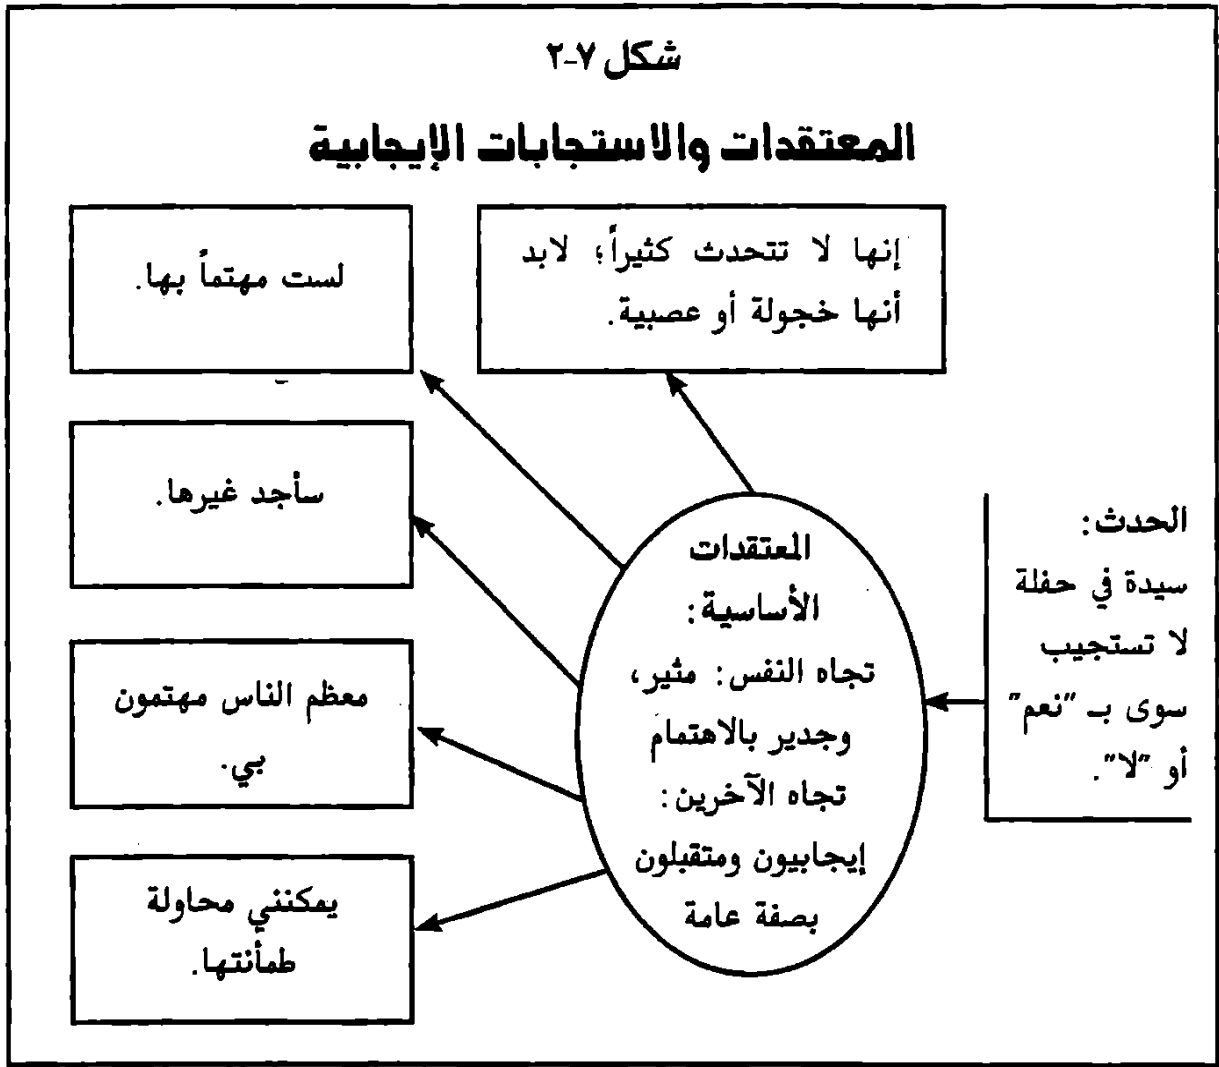 شكل ٧-٢
المعتقدات والاستجابات الإيجابية
إنها لا تتحدث كثيراً؛ لابد
أنها خجولة أو عصبية.
لست مهتماً بها.
سأجد غيرها.
معظم الناس مهتمون
بي.
يمكنني محاولة
طمأنتها.
المعتقدات
الأساسية:
تجاه النفس: مثير،
وجدير بالاهتمام
تجاه الآخرين:
إيجابيون ومتقبلون
بصفة عامة
الحدث:
سيدة في حفلة
لا تستجيب
سوى بـ "نعم"
أو "لا".